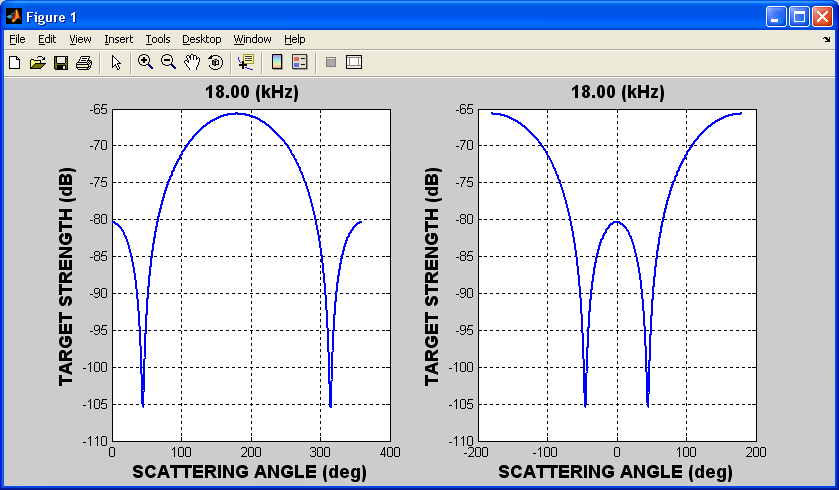 Figure 1
File Edit View Insert Tools Desktop Window Help
18.00 (kHz)
-65
-70
-75
-80
-85
-90
-95
-100
-105
-110
0 100 200 300 400
TARGET STRENGTH (dB)
SCATTERING ANGLE (deg)
18.00 (kHz)
-65
-70
-75
-80
-85
-90
-95
-100
-105
-110
-200 -100 0 100 200
TARGET STRENGTH (dB)
SCATTERING ANGLE (deg)